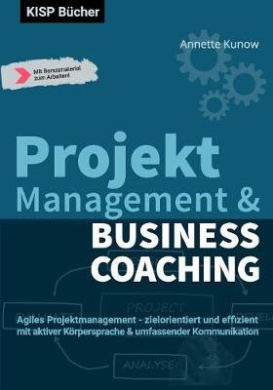 KISP Bücher
Annette Kunow
Mit Bonusmaterial
zum Arbeiten!
Projekt
Management &
BUSINESS
COACHING
PROJECT
Agiles Projektmanagement - zielorientiert und effizient
mit aktiver Körpersprache & umfassender Kommunikation
ANALYSE